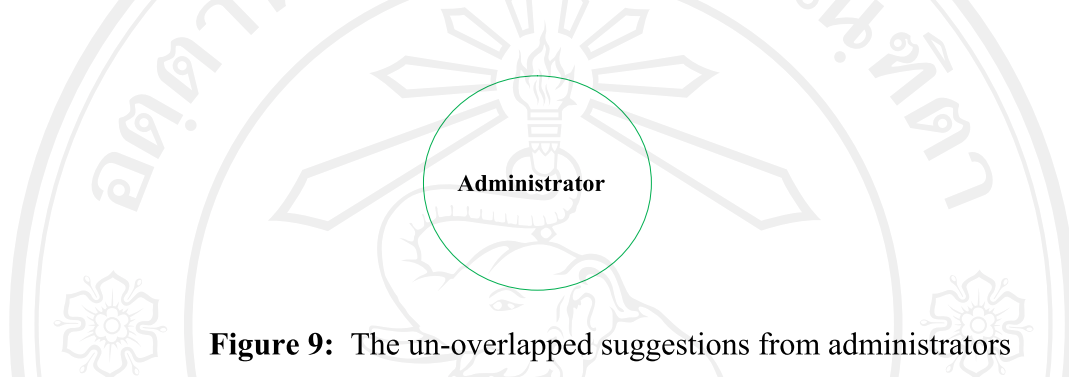 Administrator
Figure 9: The un-overlapped suggestions from administrators